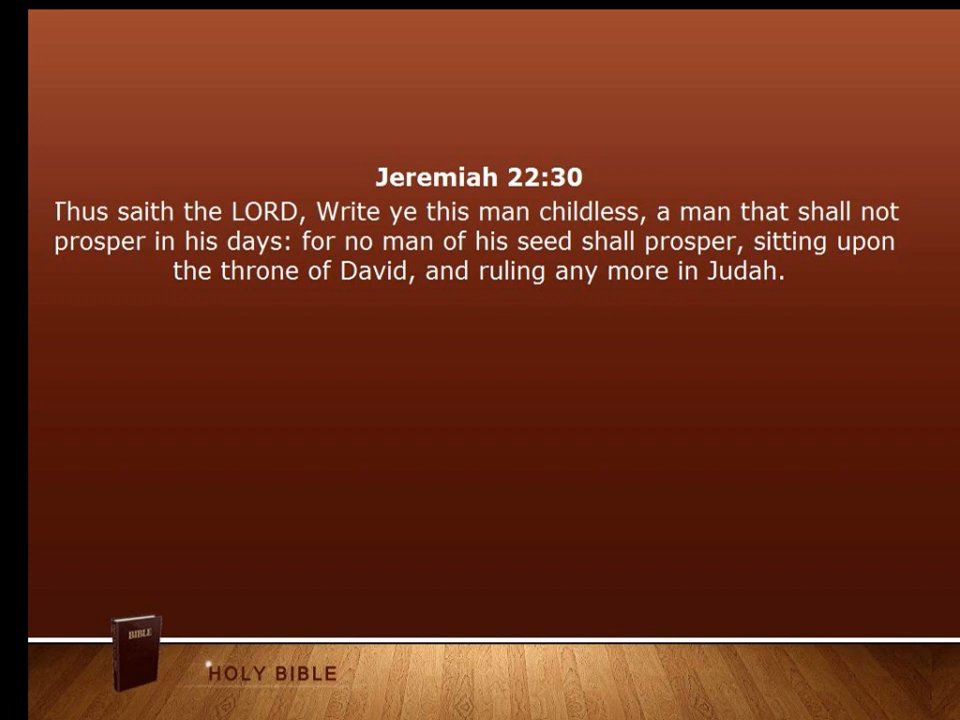 Jeremiah 22:30
Thus saith the LORD, Write ye this man childless, a man that shall not
prosper in his days: for no man of his seed shall prosper, sitting upon
the throne of David, and ruling any more in Judah.
BIBLE
HOLY BIBLE